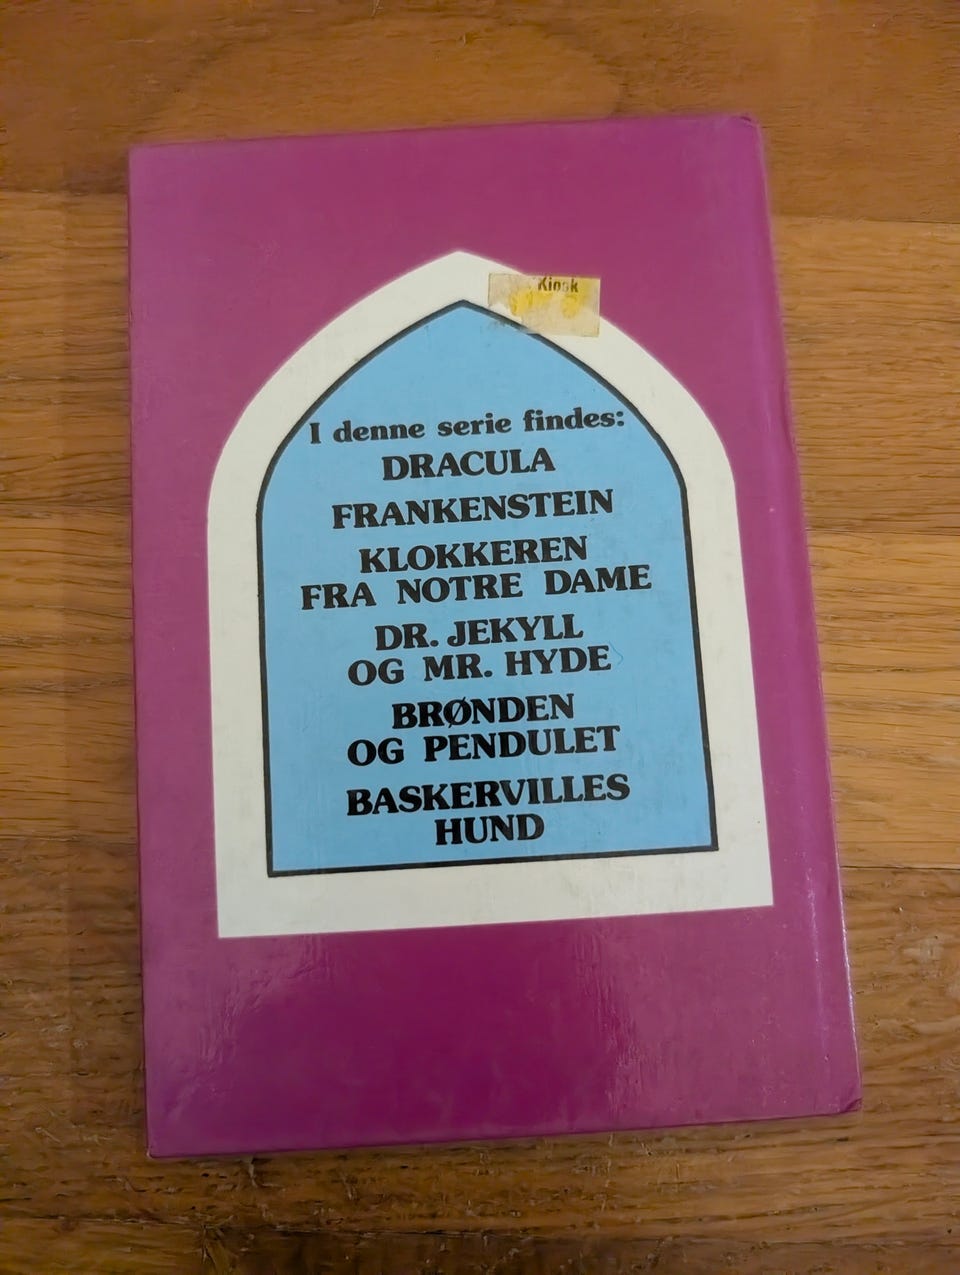 Kiosk
I denne serie findes:
DRACULA
FRANKENSTEIN
KLOKKEREN
FRA NOTRE DAME
DR. JEKYLL
OG MR. HYDE
BRØNDEN
OG PENDULET
BASKERVILLES
HUND